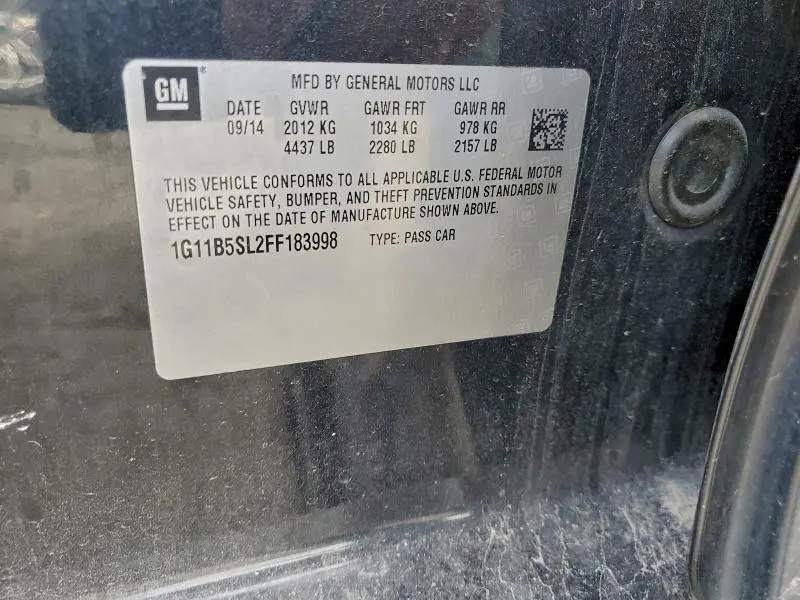 GM
MFD BY GENERAL MOTORS LLC
DATE GVWR GAWR FRT GAWR RR
09/14 2012 KG 1034 KG 978 KG
4437 LB 2280 LB 2157 LB
THIS VEHICLE CONFORMS TO ALL APPLICABLE U.S. FEDERAL MOTOR
VEHICLE SAFETY, BUMPER, AND THEFT PREVENTION STANDARDS IN
EFFECT ON THE DATE OF MANUFACTURE SHOWN ABOVE.
1G11B5SL2FF183998 TYPE: PASS CAR